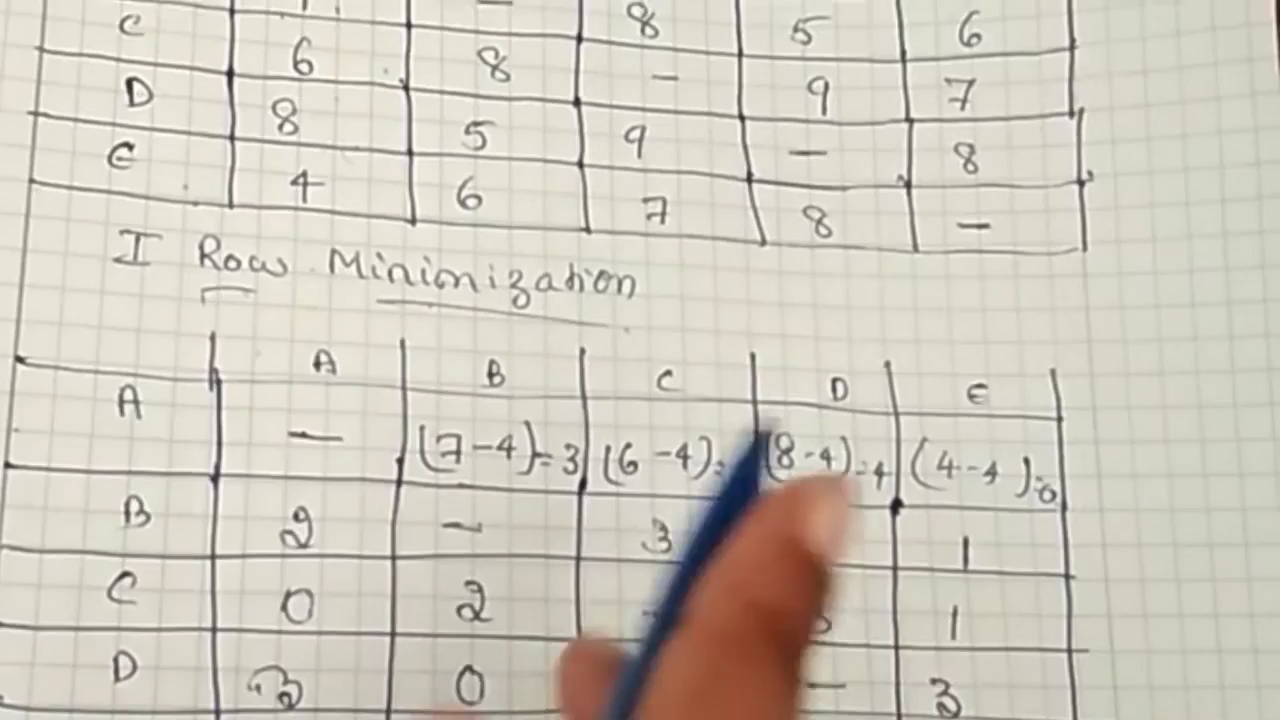 C 8 5 6
D 6 8 - 9 7
E 8 5 9 - 8
4 6 7 8 -
I Row Minimization
A B C D E
A - (7-4)=3 (6-4)= (8-4)=4 (4-4)=0
B 2 - 3 1
C 0 2 1
D 3 0 - 3